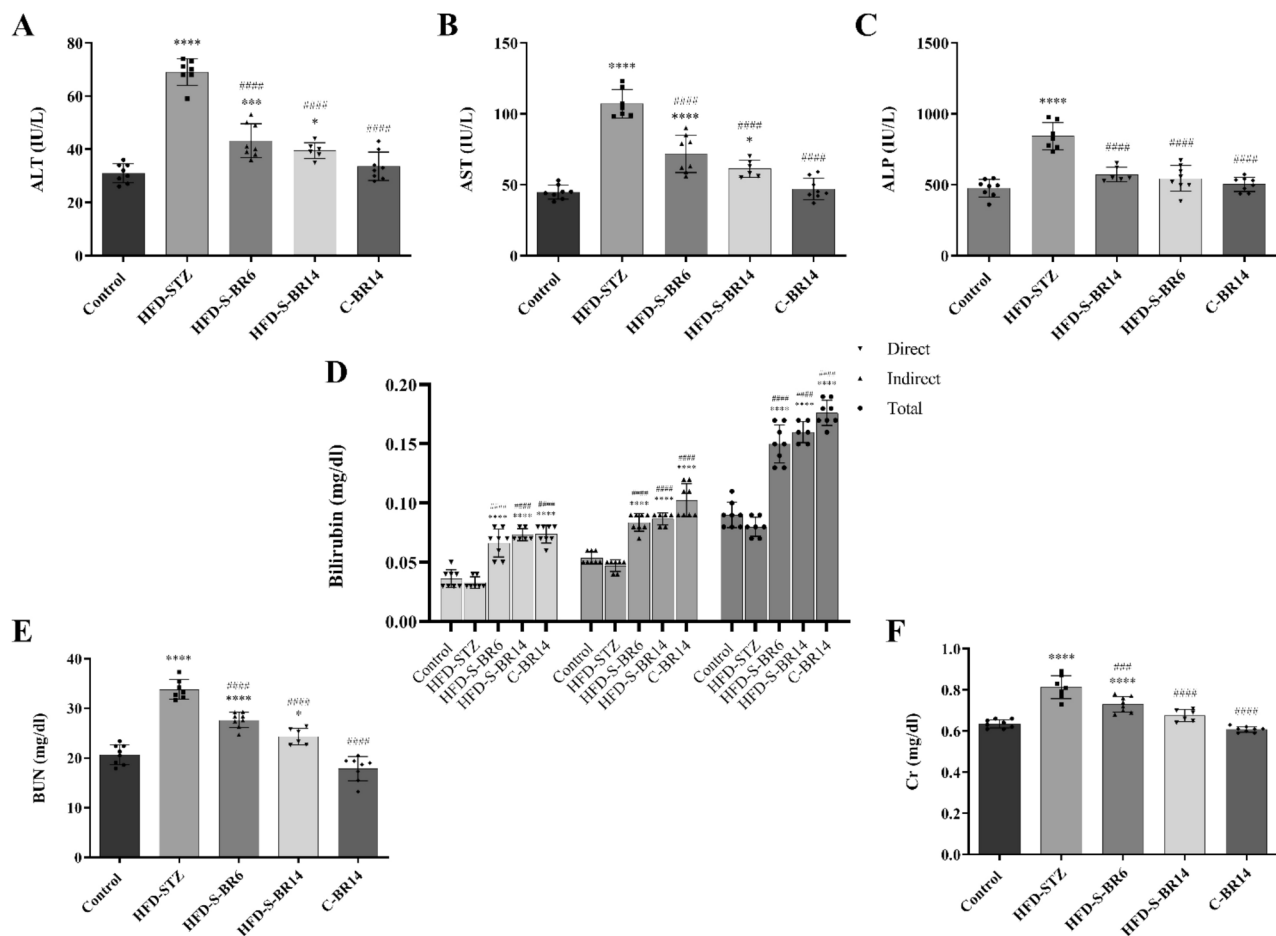 A
ALT (IU/L)
80
60
40
20
0
****
####
***
####
*
####
Control
HFD-STZ
HFD-S-BR6
HFD-S-BR14
C-BR14
B
AST (IU/L)
150
100
50
0
****
####
****
####
*
####
Control
HFD-STZ
HFD-S-BR6
HFD-S-BR14
C-BR14
C
ALP (IU/L)
1500
1000
500
0
****
####
####
####
Control
HFD-STZ
HFD-S-BR14
HFD-S-BR6
C-BR14
D
Bilirubin (mg/dl)
0.20
0.15
0.10
0.05
0.00
####
****
####
****
####
****
####
****
####
****
####
****
####
****
####
****
####
****
Control
HFD-STZ
HFD-S-BR6
HFD-S-BR14
C-BR14
Control
HFD-STZ
HFD-S-BR6
HFD-S-BR14
C-BR14
Control
HFD-STZ
HFD-S-BR6
HFD-S-BR14
C-BR14
Direct
Indirect
Total
E
BUN (mg/dl)
40
30
20
10
0
****
####
****
####
*
####
Control
HFD-STZ
HFD-S-BR6
HFD-S-BR14
C-BR14
F
Cr (mg/dl)
1.0
0.8
0.6
0.4
0.2
0.0
****
###
****
####
####
Control
HFD-STZ
HFD-S-BR6
HFD-S-BR14
C-BR14